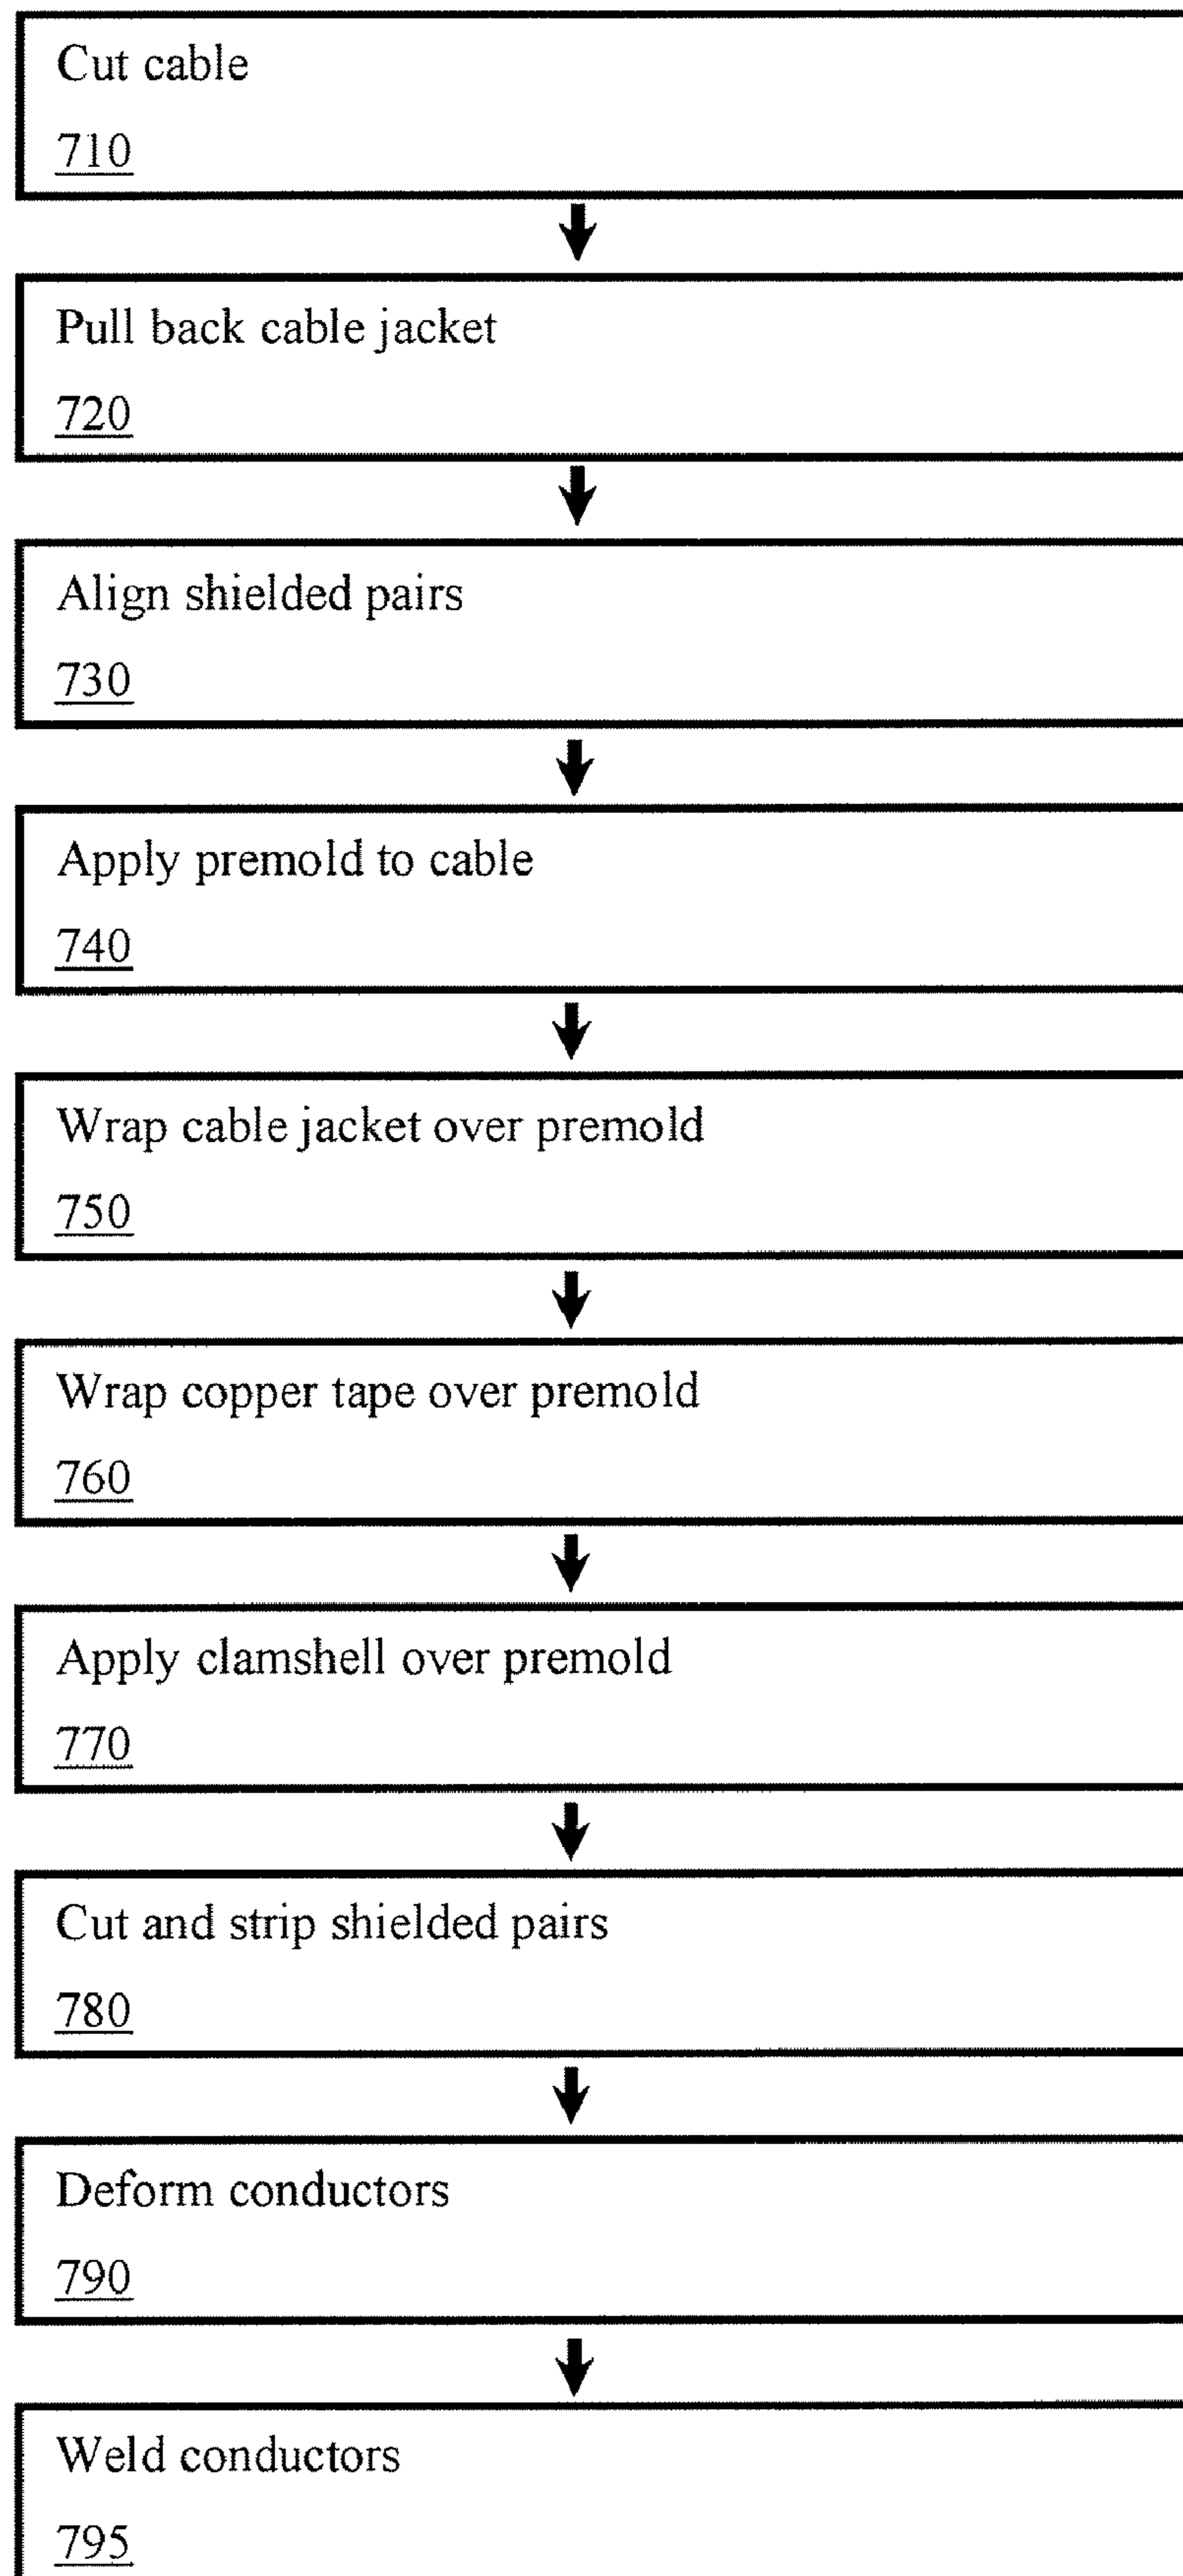 Cut cable
710
Pull back cable jacket
720
Align shielded pairs
730
Apply premold to cable
740
Wrap cable jacket over premold
750
Wrap copper tape over premold
760
Apply clamshell over premold
770
Cut and strip shielded pairs
780
Deform conductors
790
Weld conductors
795